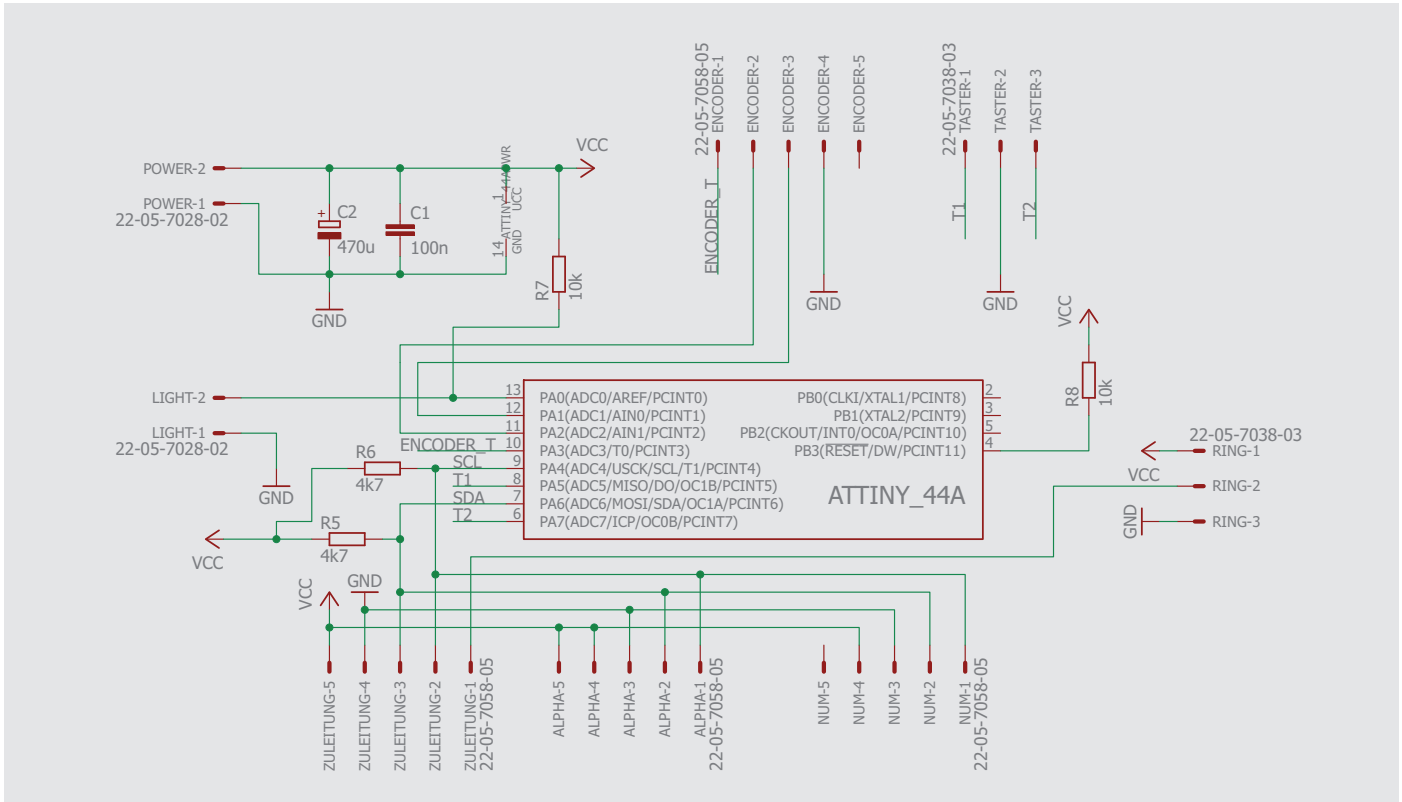 22-05-7058-05
ENCODER-1
ENCODER-2
ENCODER-3
ENCODER-4
ENCODER-5
22-05-7038-03
TASTER-1
TASTER-2
TASTER-3
ENCODER_T
T1
T2
GND
GND
POWER-2
POWER-1
22-05-7028-02
+
C2
470u
C1
100n
1
14
ATTINY_44APWR
GND
VCC
R7
10k
GND
VCC
R8
10k
LIGHT-2
LIGHT-1
22-05-7028-02
GND
13 PA0(ADC0/AREF/PCINT0)
12 PA1(ADC1/AIN0/PCINT1)
11 PA2(ADC2/AIN1/PCINT2)
ENCODER_T 10 PA3(ADC3/T0/PCINT3)
SCL 9 PA4(ADC4/USCK/SCL/T1/PCINT4)
T1 8 PA5(ADC5/MISO/DO/OC1B/PCINT5)
SDA 7 PA6(ADC6/MOSI/SDA/OC1A/PCINT6)
T2 6 PA7(ADC7/ICP/OC0B/PCINT7)
PB0(CLKI/XTAL1/PCINT8) 2
PB1(XTAL2/PCINT9) 3
PB2(CKOUT/INT0/OC0A/PCINT10) 5
PB3(RESET/DW/PCINT11) 4
ATTINY_44A
R6
4k7
R5
4k7
VCC
22-05-7038-03
RING-1
VCC
RING-2
GND
RING-3
VCC
GND
ZULEITUNG-5
ZULEITUNG-4
ZULEITUNG-3
ZULEITUNG-2
ZULEITUNG-1
22-05-7058-05
ALPHA-5
ALPHA-4
ALPHA-3
ALPHA-2
ALPHA-1
22-05-7058-05
NUM-5
NUM-4
NUM-3
NUM-2
NUM-1
22-05-7058-05